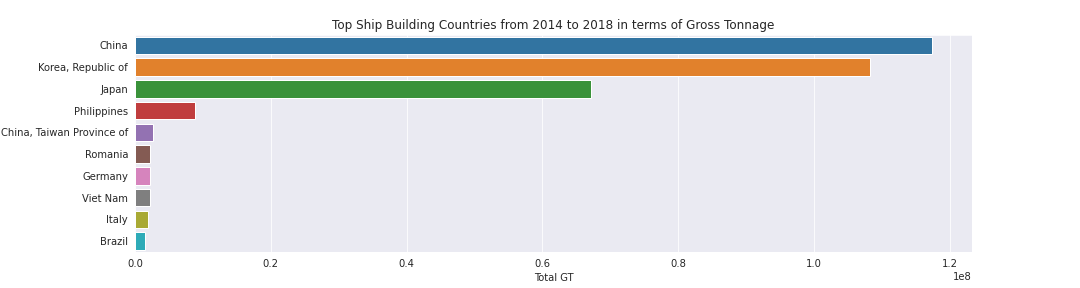 Top Ship Building Countries from 2014 to 2018 in terms of Gross Tonnage
China
Korea, Republic of
Japan
Philippines
China, Taiwan Province of
Romania
Germany
Viet Nam
Italy
Brazil
0.0 0.2 0.4 0.6 0.8 1.0 1.2
1e8
Total GT